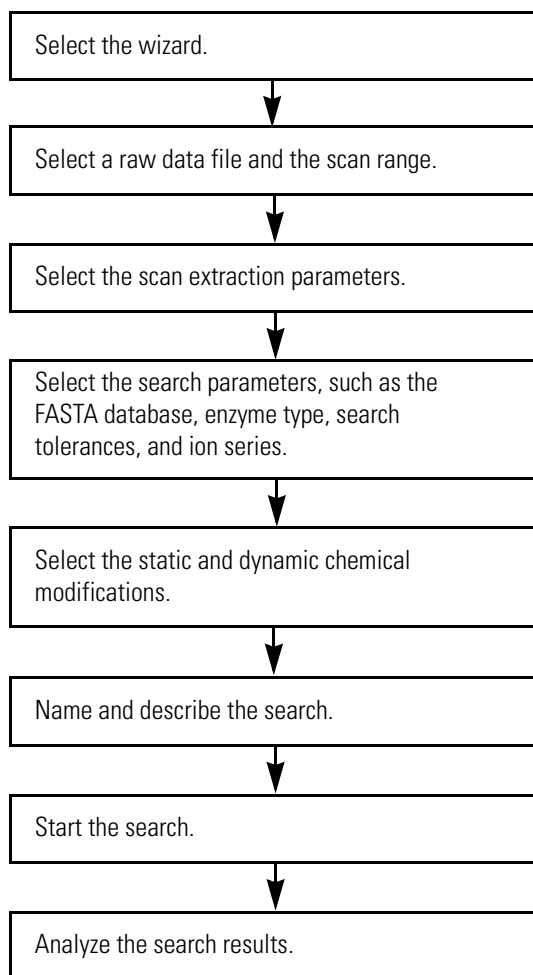 Select the wizard.
Select a raw data file and the scan range.
Select the scan extraction parameters.
Select the search parameters, such as the
FASTA database, enzyme type, search
tolerances, and ion series.
Select the static and dynamic chemical
modifications.
Name and describe the search.
Start the search.
Analyze the search results.